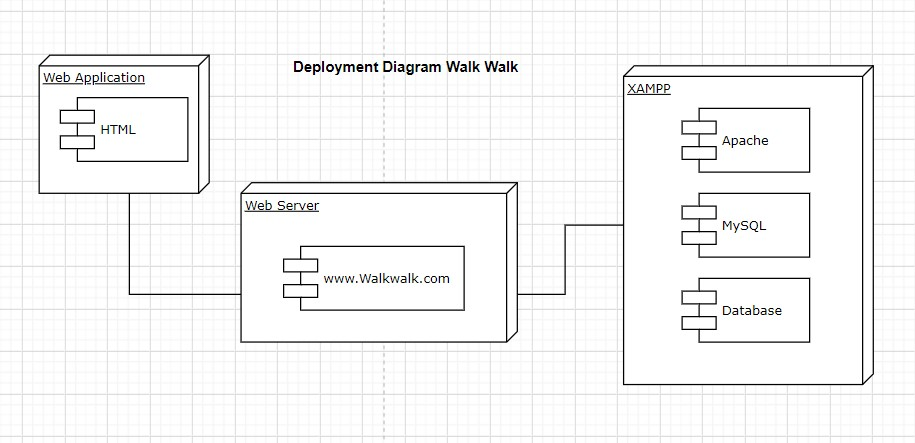 Deployment Diagram Walk Walk
Web Application
HTML
Web Server
www.Walkwalk.com
XAMPP
Apache
MySQL
Database